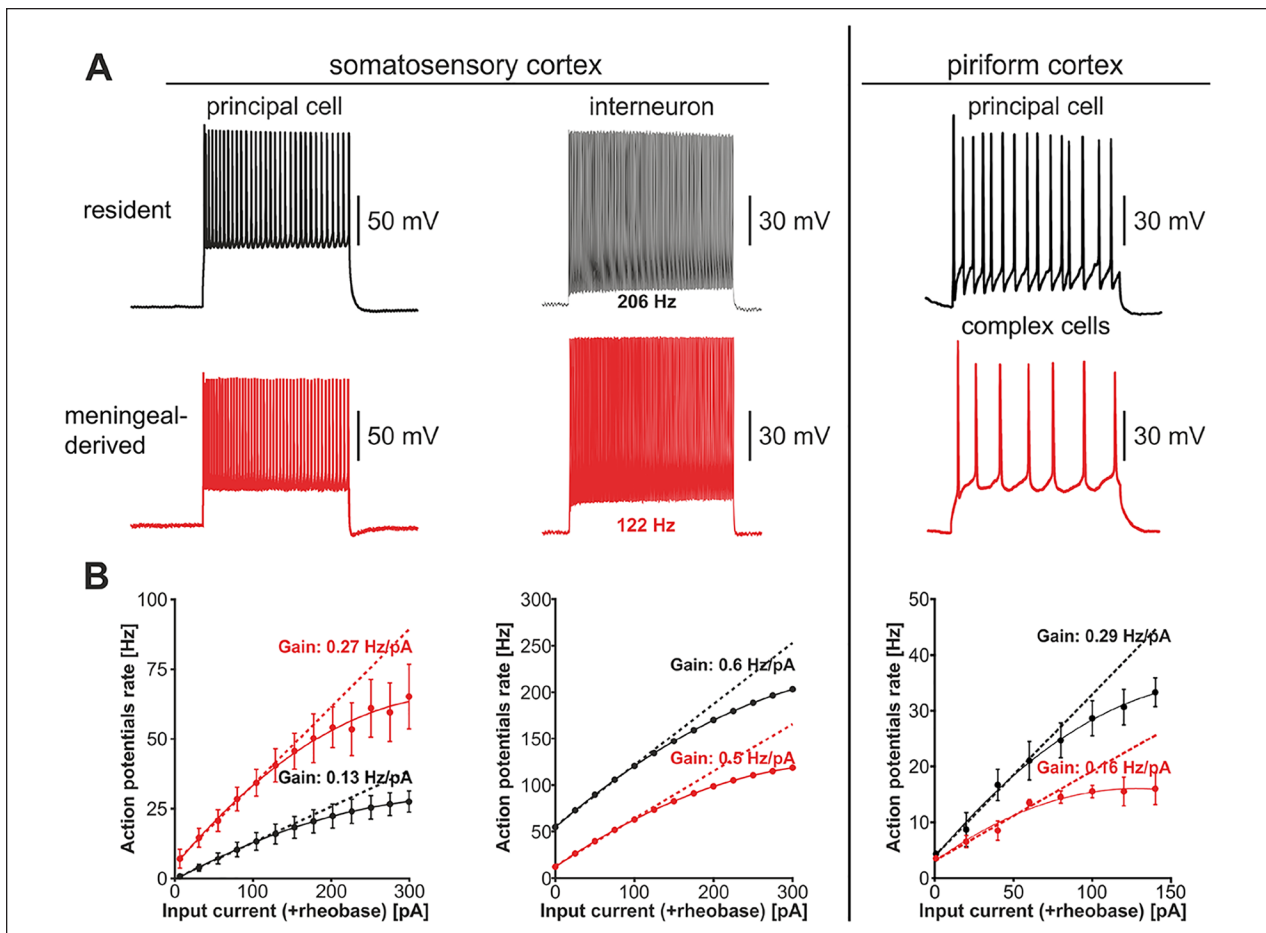 A
somatosensory cortex
piriform cortex
principal cell
interneuron
principal cell
resident
50 mV
30 mV
30 mV
206 Hz
complex cells
meningeal-
derived
50 mV
30 mV
30 mV
122 Hz
B
Action potentials rate [Hz]
100
75
50
25
0
Gain: 0.27 Hz/pA
Gain: 0.13 Hz/pA
0
100
200
300
Input current (+rheobase) [pA]
Action potentials rate [Hz]
300
250
200
150
100
50
0
Gain: 0.6 Hz/pA
Gain: 0.5 Hz/pA
0
100
200
300
Input current (+rheobase) [pA]
Action potentials rate [Hz]
50
40
30
20
10
0
Gain: 0.29 Hz/pA
Gain: 0.16 Hz/pA
0
50
100
150
Input current (+rheobase) [pA]